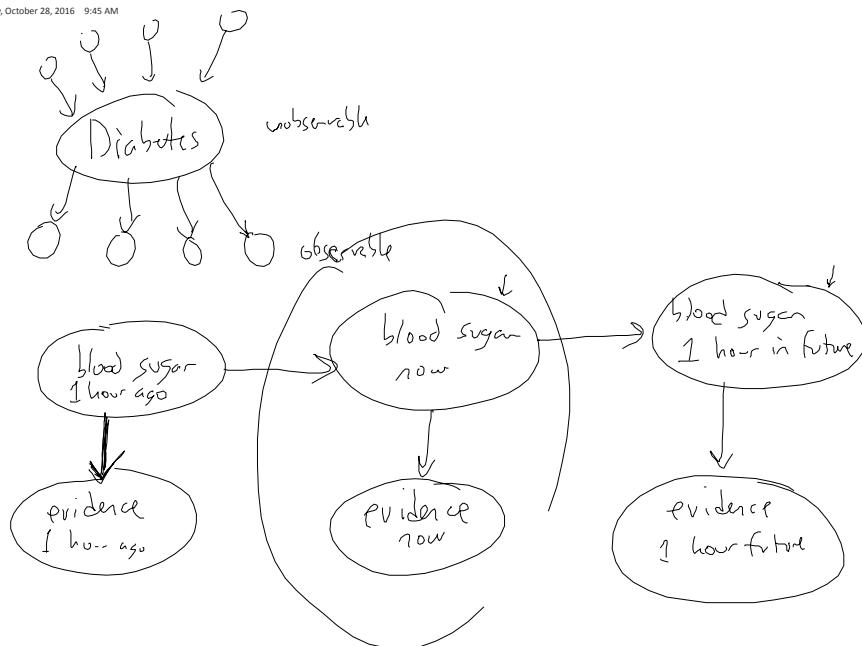 , October 28, 2016 9:45 AM
Diabetes
unobservable
observable
blood sugar
1 hour ago
blood sugar
now
blood sugar
1 hour in future
evidence
1 hour ago
evidence
now
evidence
1 hour future